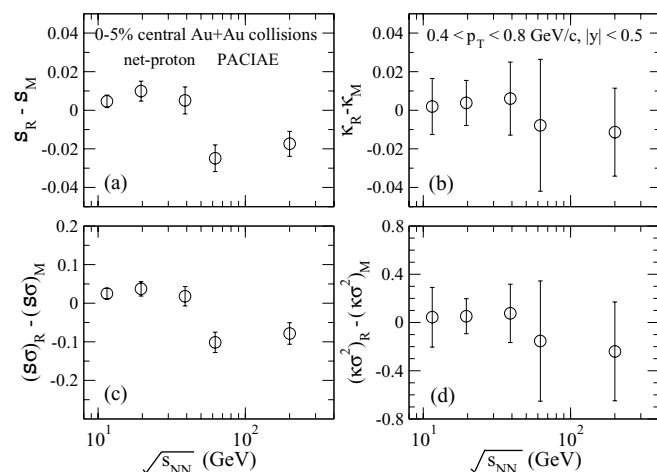 0-5% central Au+Au collisions
net-proton PACIAE
0.04
0.02
0
-0.02
-0.04
S_R - S_M
(a)
0.4 < p_T < 0.8 GeV/c, |y| < 0.5
0.04
0.02
0
-0.02
-0.04
κ_R-κ_M
(b)
0.2
0.1
0
-0.1
-0.2
(Sσ)_R - (Sσ)_M
(c)
0.8
0.4
0
-0.4
-0.8
(κσ²)_R - (κσ²)_M
(d)
10¹ 10²
√s_NN (GeV)
10¹ 10²
√s_NN (GeV)